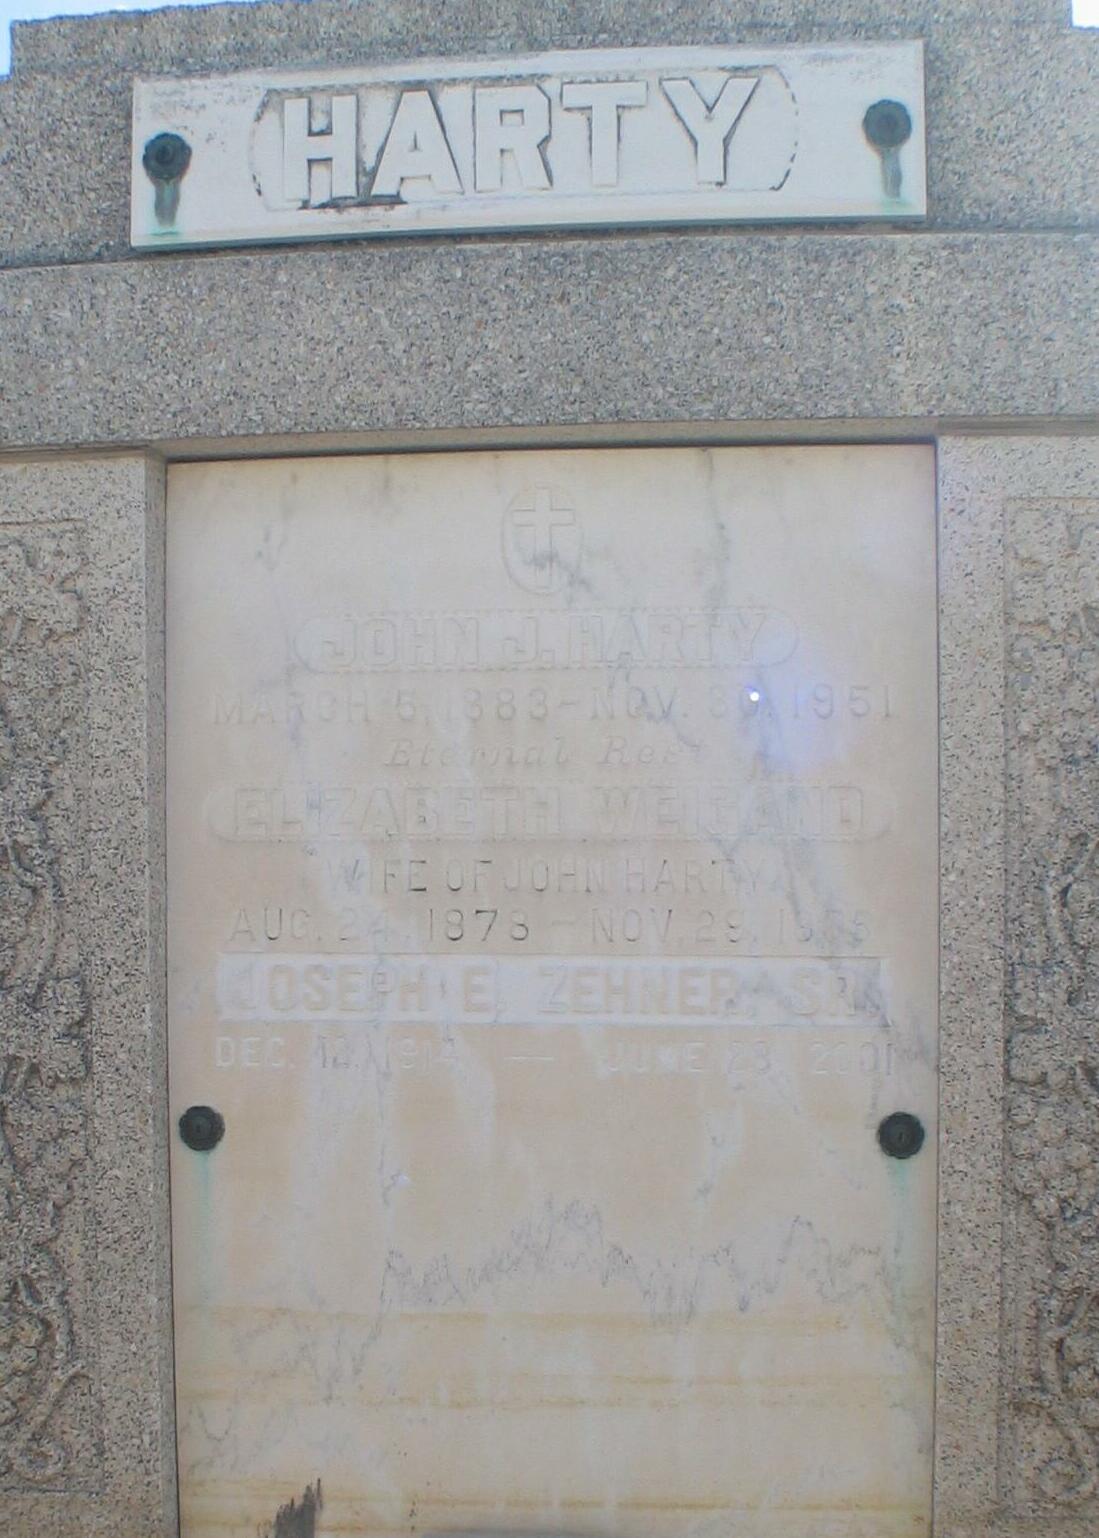 HARTY
JOHN J. HARTY
MARCH 5, 1883 - NOV. 30, 1951
Eternal Rest
ELIZABETH WEIGAND
WIFE OF JOHN HARTY
AUG. 24, 1878 - NOV. 29,
JOSEPH E. ZEHNER, SR.
DEC. 12, 1914 — JUNE 23, 2001